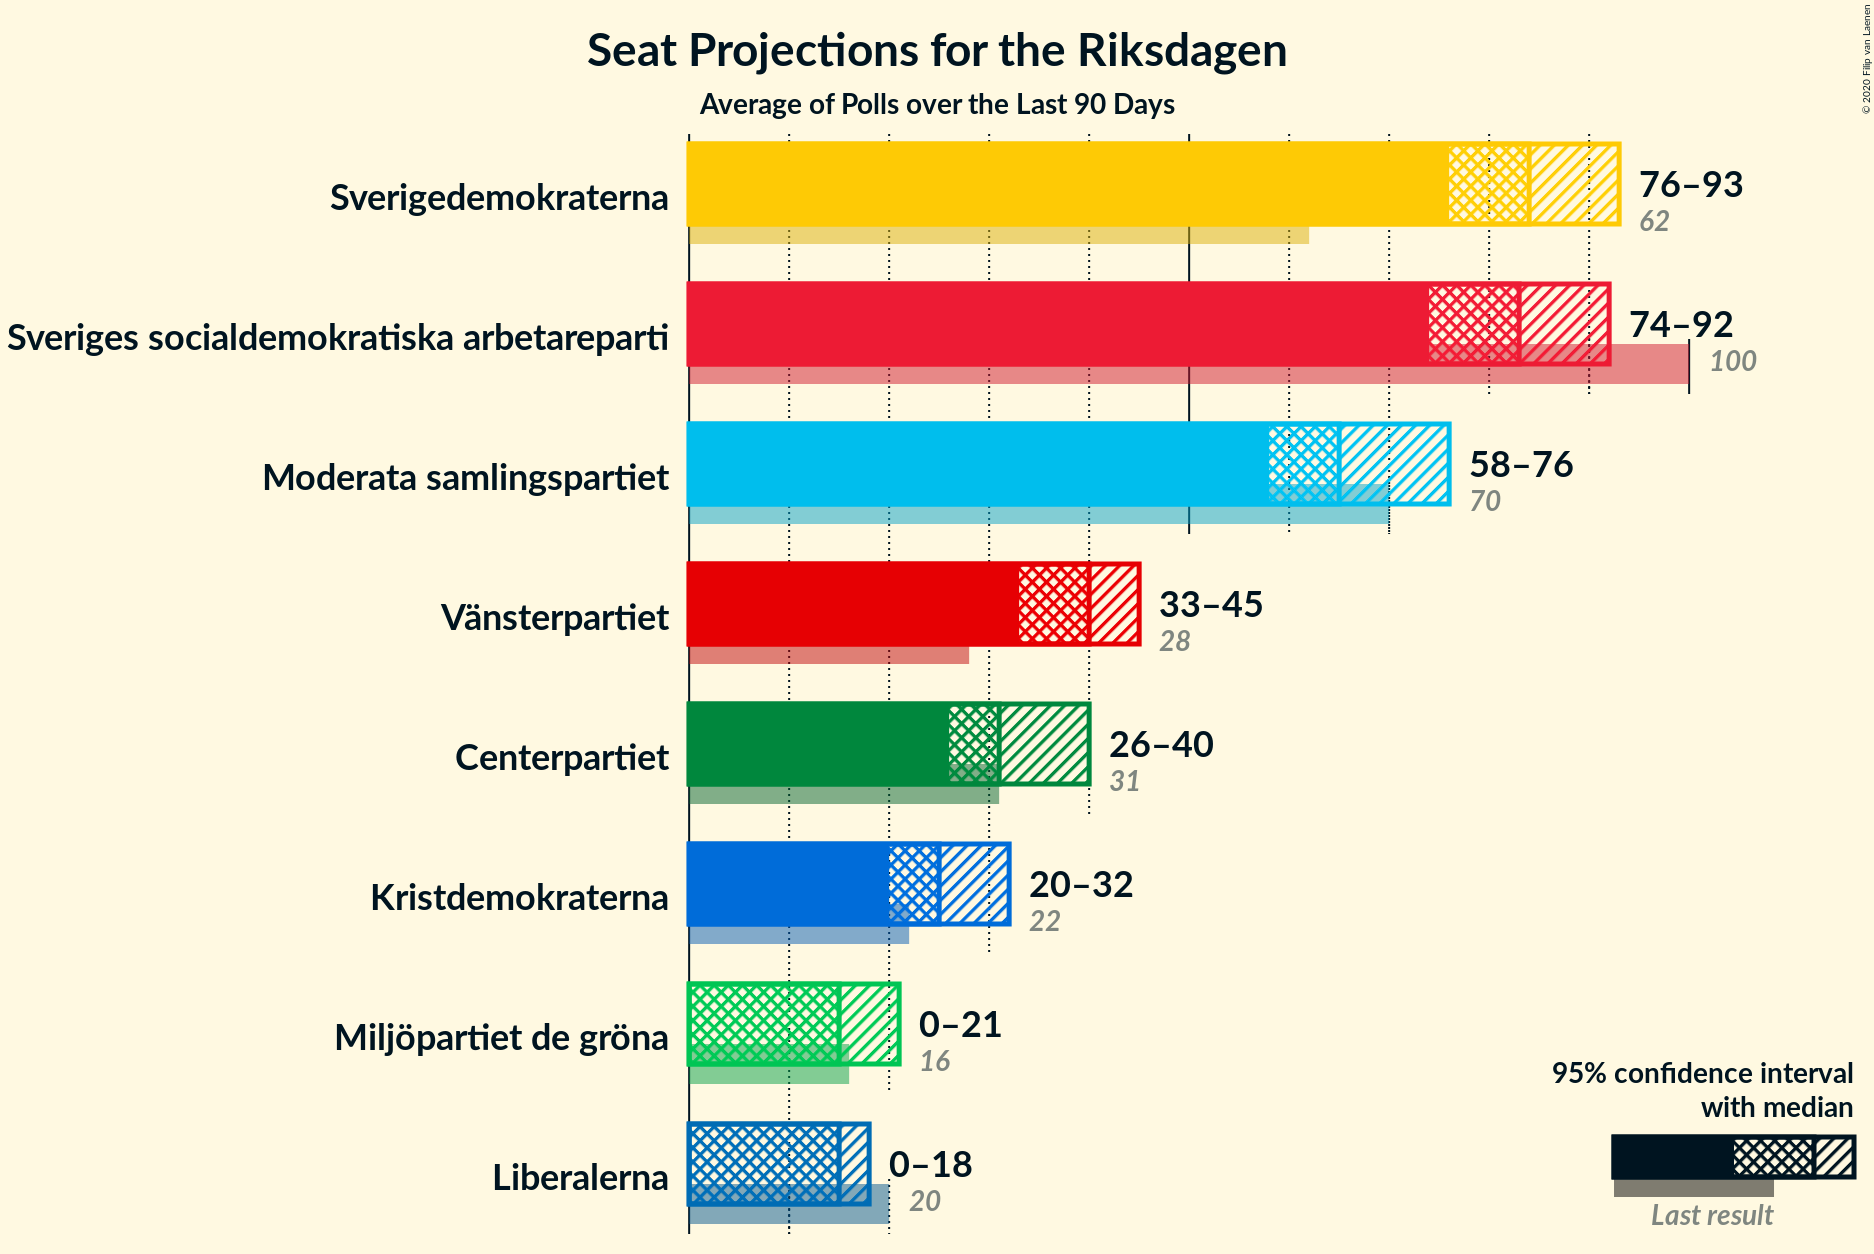 Seat Projections for the Riksdagen
Average of Polls over the Last 90 Days
© 2020 Filip van Laenen
Sverigedemokraterna
76–93
62
Sveriges socialdemokratiska arbetareparti
74–92
100
Moderata samlingspartiet
58–76
70
Vänsterpartiet
33–45
28
Centerpartiet
26–40
31
Kristdemokraterna
20–32
22
Miljöpartiet de gröna
0–21
16
Liberalerna
0–18
20
95% confidence interval
with median
Last result